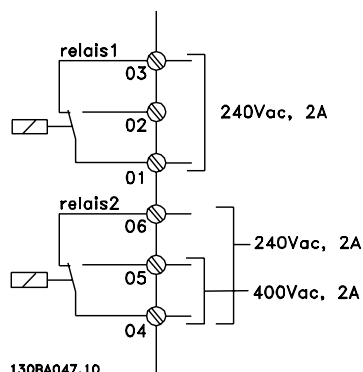 relais1
03
240Vac, 2A
02
01
relais2
06
240Vac, 2A
05
400Vac, 2A
04
130BA047.10